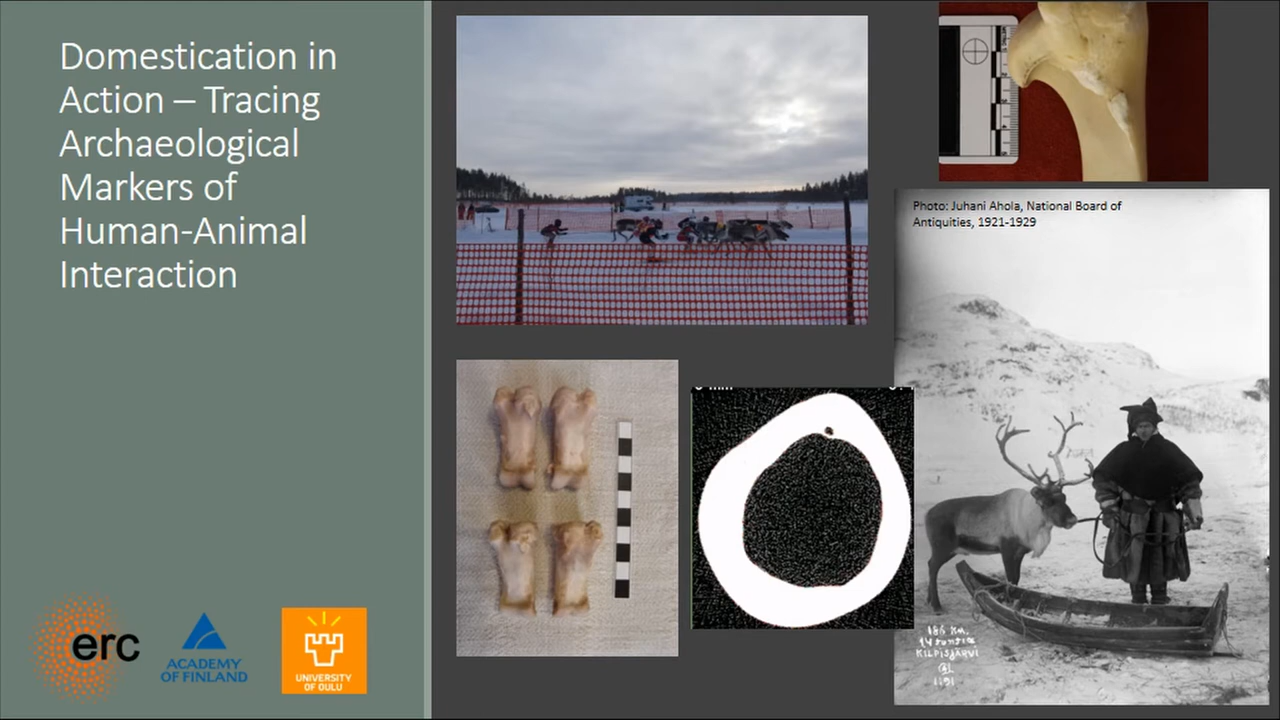 Domestication in
Action – Tracing
Archaeological
Markers of
Human-Animal
Interaction
erc
ACADEMY
OF FINLAND
UNIVERSITY
OF OULU
Photo: Juhani Ahola, National Board of
Antiquities, 1921-1929
KILPISJÄRVI
1191